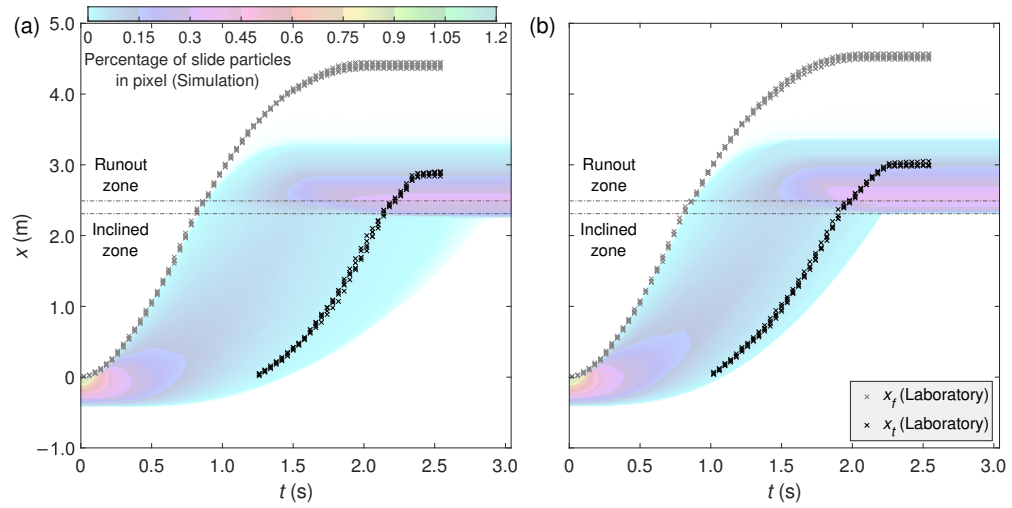 (a)
(b)
0 0.15 0.3 0.45 0.6 0.75 0.9 1.05 1.2
Percentage of slide particles
in pixel (Simulation)
5.0
4.0
3.0
2.0
1.0
0
−1.0
x (m)
Runout
zone
Inclined
zone
Runout
zone
Inclined
zone
x_f (Laboratory)
x_t (Laboratory)
0 0.5 1.0 1.5 2.0 2.5 3.0
0 0.5 1.0 1.5 2.0 2.5 3.0
t (s)
t (s)